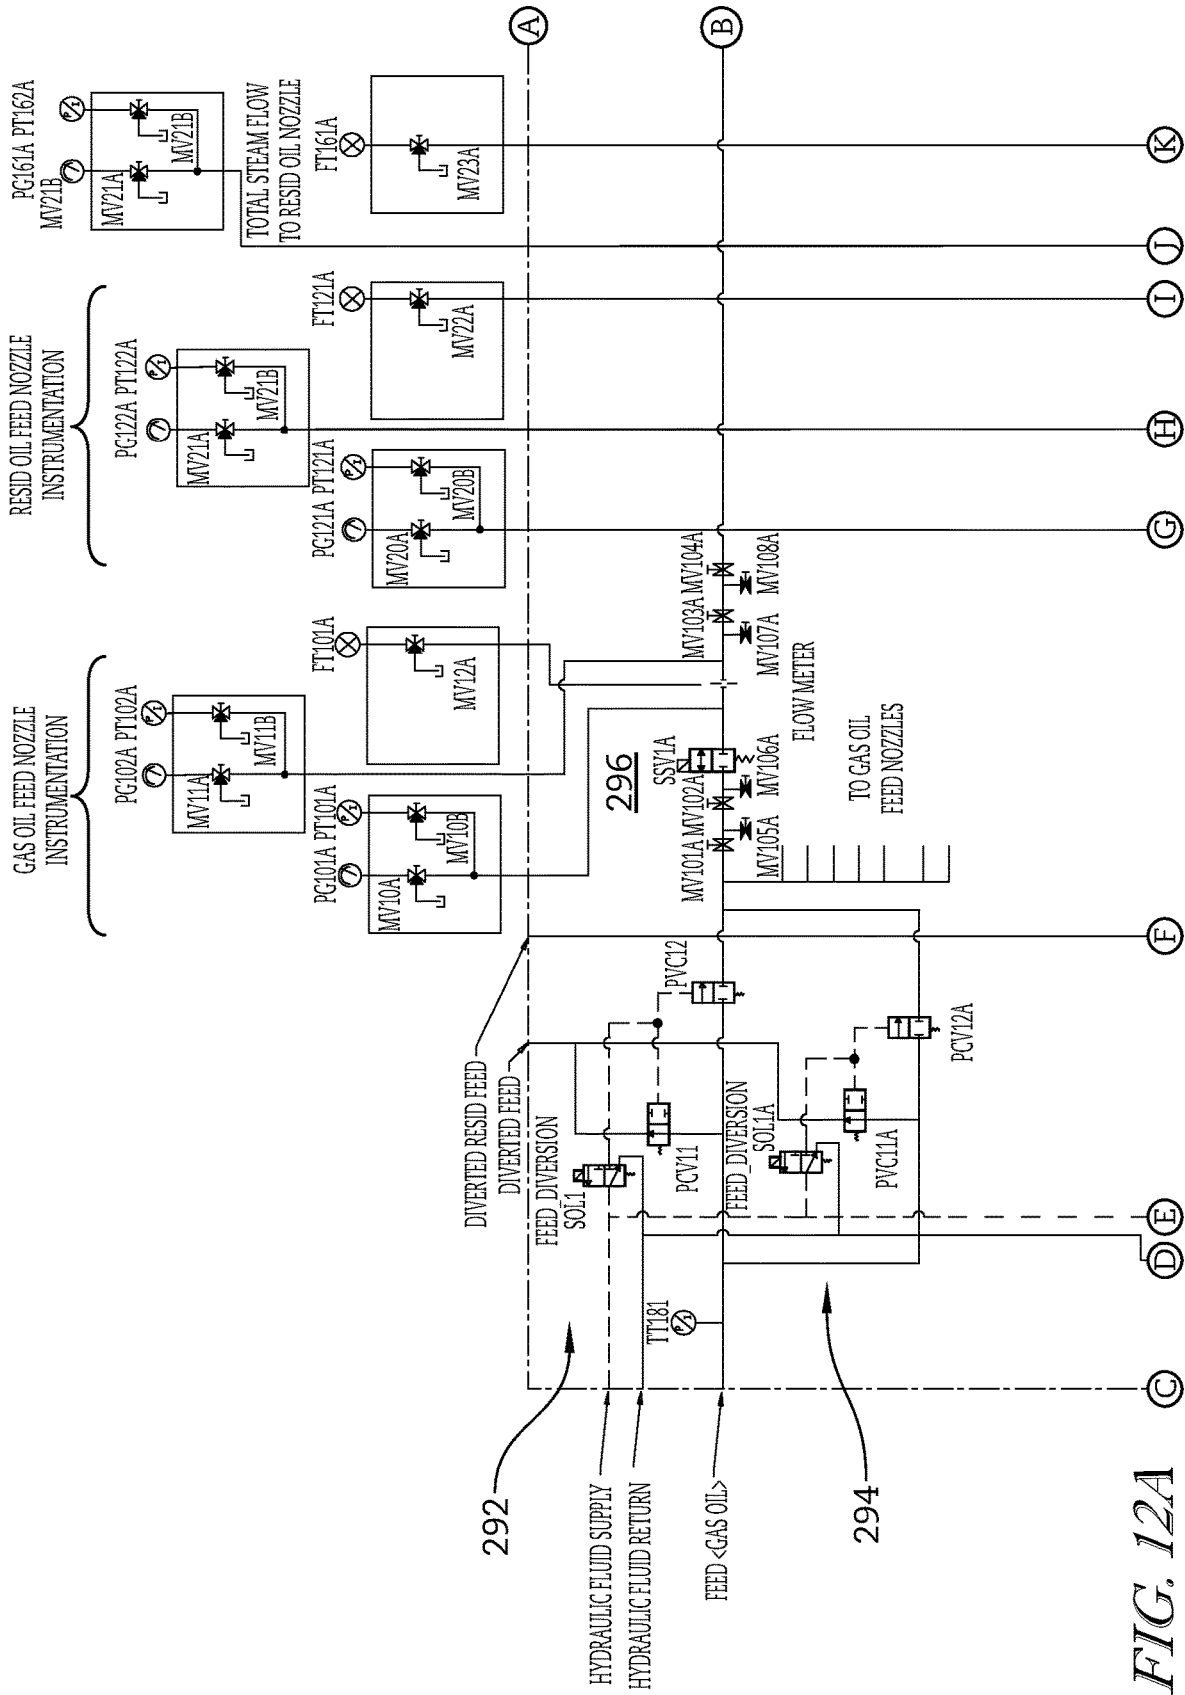 GAS OIL FEED NOZZLE
INSTRUMENTATION
RESID OIL FEED NOZZLE
INSTRUMENTATION
PG102A PT102A
P/I
MV11A
MV11B
PG101A PT101A
P/I
MV10A
MV10B
FT101A
MV12A
PG122A PT122A
P/I
MV21A
MV21B
PG121A PT121A
P/I
MV20A
MV20B
FT121A
MV22A
PG161A PT162A
MV21B
P/I
MV21A
MV21B
TOTAL STEAM FLOW
TO RESID OIL NOZZLE
FT161A
MV23A
A
292
DIVERTED RESID FEED
DIVERTED FEED
FEED_DIVERSION
SOL1
PVC12
PCV11
HYDRAULIC FLUID SUPPLY
HYDRAULIC FLUID RETURN
TT181
P/I
FEED <GAS OIL>
296
SSV1A
MV101A MV102A
MV105A
MV106A
MV103A MV104A
MV107A
MV108A
B
FLOW METER
TO GAS OIL
FEED NOZZLES
FEED_DIVERSION
SOL1A
PCV12A
PVC11A
294
C
D
E
F
G
H
I
J
K
FIG. 12A